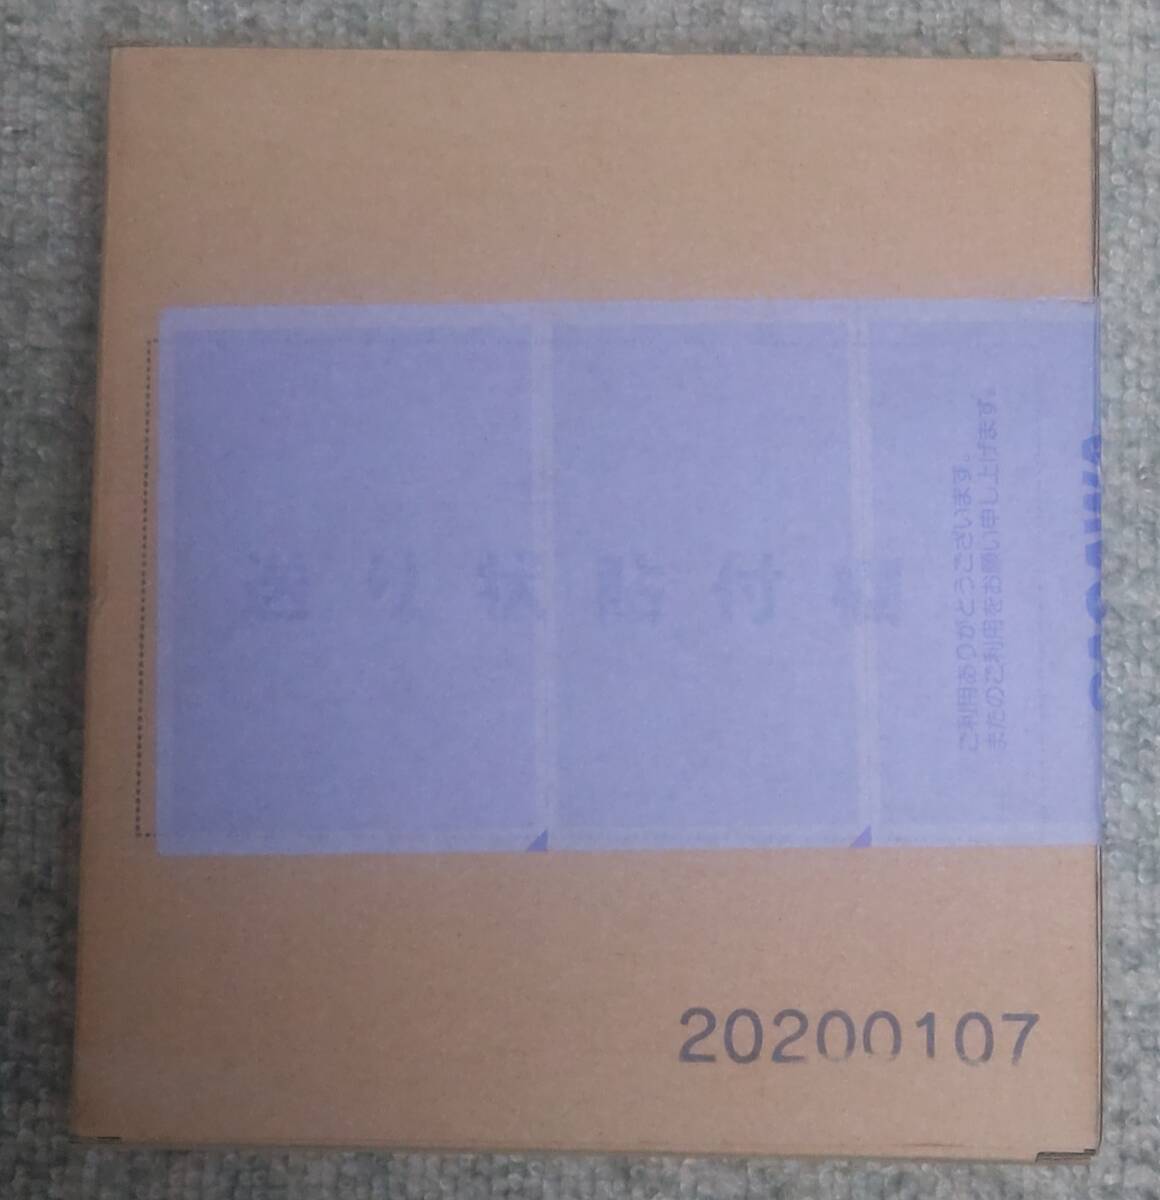 送り状貼付欄
ご利用ありがとうございます。
またのご利用をお願い申し上げます。
20200107